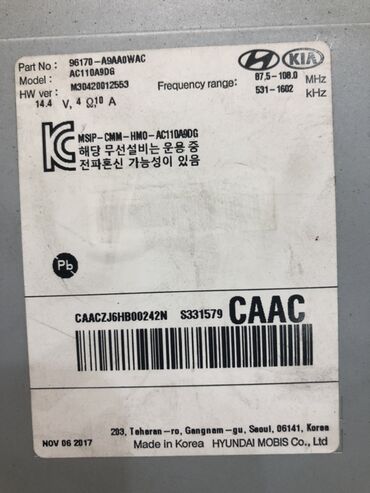 Part No : 96170-A9AA0WAC
Model : AC110A9DG
HW ver : M30420012553
14.4 V, 4 Ω 10 A
KIA
Frequency range: 87.5-108.0 MHz
531-1602 kHz
MSIP-CMM-HMO-AC110A9DG
해당 무선설비는 운용 중
전파혼신 가능성이 있음
Pb
CAACZJ6HB00242N S331579 CAAC
203, Teheran-ro, Gangnam-gu, Seoul, 06141, Korea
NOV 06 2017 Made in Korea HYUNDAI MOBIS Co., Ltd